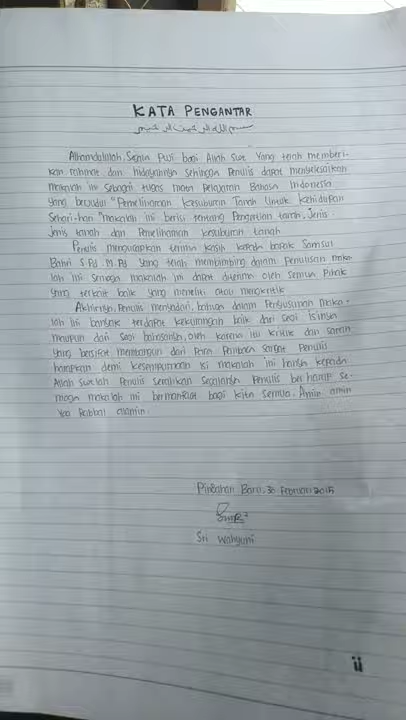 KATA PENGANTAR
بسم الله الرحمن الرحيم
Alhamdulilah, Segala Puji bagi Allah Swt Yang telah memberi-
kan rahmat dan hidayahnya sehingga Penulis dapat menyelesaikan
makalah ini sebagai tugas mata Pelajaran Bahasa Indonesia
Yang berjudul "Pemeliharaan Kesuburan Tanah Untuk Kehidupan
Sehari-hari" makalah ini berisi tentang Pengertian tanah, Jenis-
Jenis tanah dan Pemeliharaan kesuburan tanah
Penulis mengucapkan terima kasih kepada bapak Samsul
Bahri S.Pd M.Pd yang telah membimbing dalam Penulisan maka-
lah ini semoga makalah ini dapat diterima oleh semua Pihak
yang terkait baik yang meneliti atau mengkritik
Akhirnya, Penulis menyadari, bahwa dalam Penyusunan maka-
lah ini banyak terdapat kekurangan baik dari segi isinya
maupun dari segi bahasanya, oleh karena itu kritik dan saran
yang bersifat membangun dari Para Pembaca sangat Penulis
harapkan demi kesempurnaan isi makalah ini hanya kepada
Allah Swt lah Penulis serahkan segalanya Penulis berharap se-
moga makalah ini bermanfaat bagi kita semua. Amin amin
Yaa Rabbal alamin.
Baru, 30 Februari 2015
Sri Wahyuni
ii